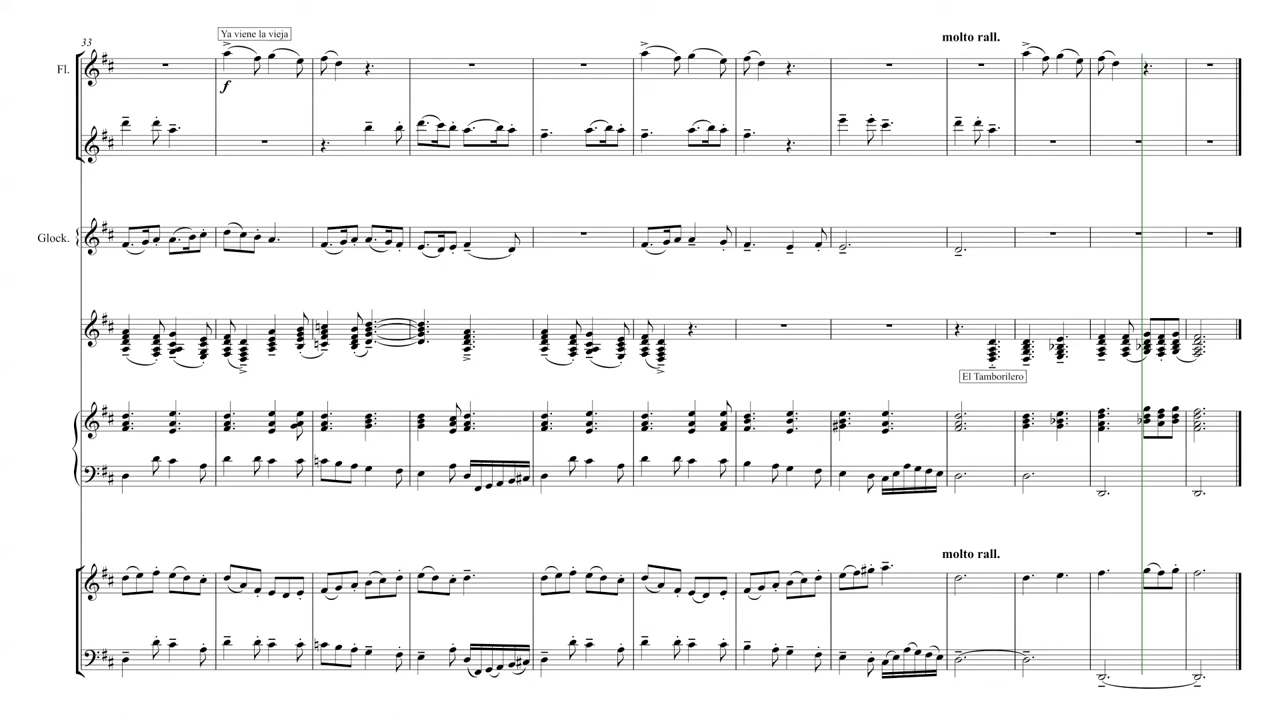 Ya viene la vieja
molto rall.
33
Fl.
f
Glock.
El Tamborilero
molto rall.